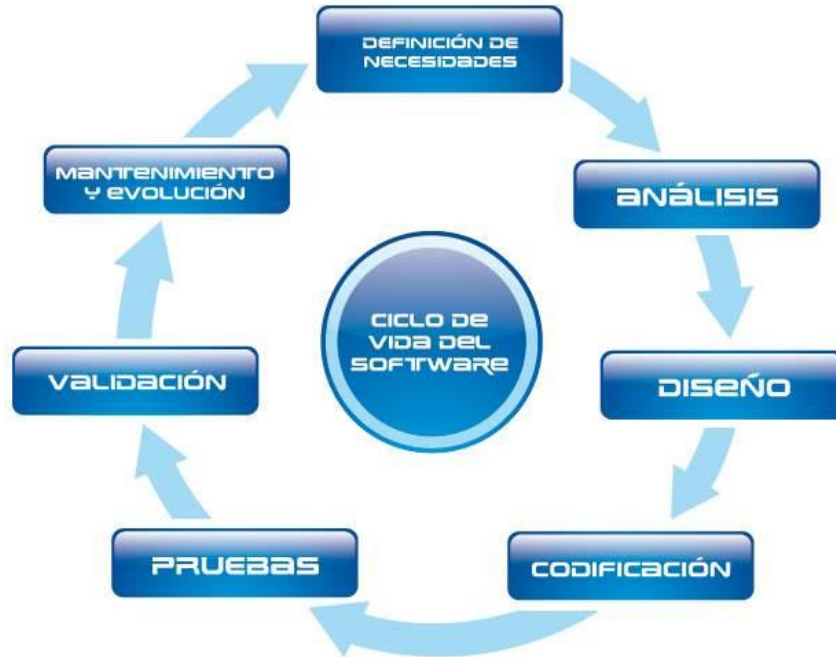 DEFINICIÓN DE
NECESIDADES
ANÁLISIS
DISEÑO
CODIFICACIÓN
PRUEBAS
VALIDACIÓN
MANTENIMIENTO
Y EVOLUCIÓN
CICLO DE
VIDA DEL
SOFTWARE